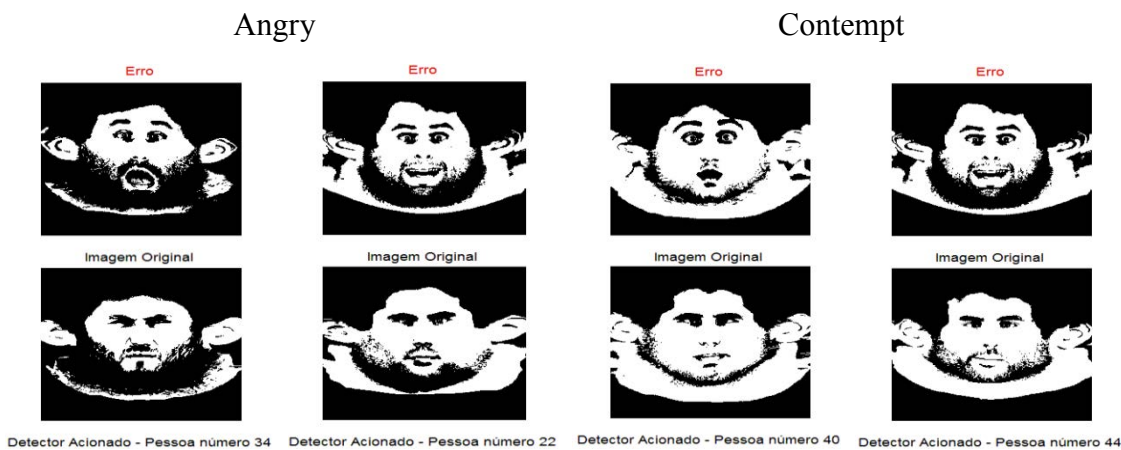 Angry
Contempt
Erro
Erro
Erro
Erro
Imagem Original
Imagem Original
Imagem Original
Imagem Original
Detector Acionado - Pessoa número 34
Detector Acionado - Pessoa número 22
Detector Acionado - Pessoa número 40
Detector Acionado - Pessoa número 44